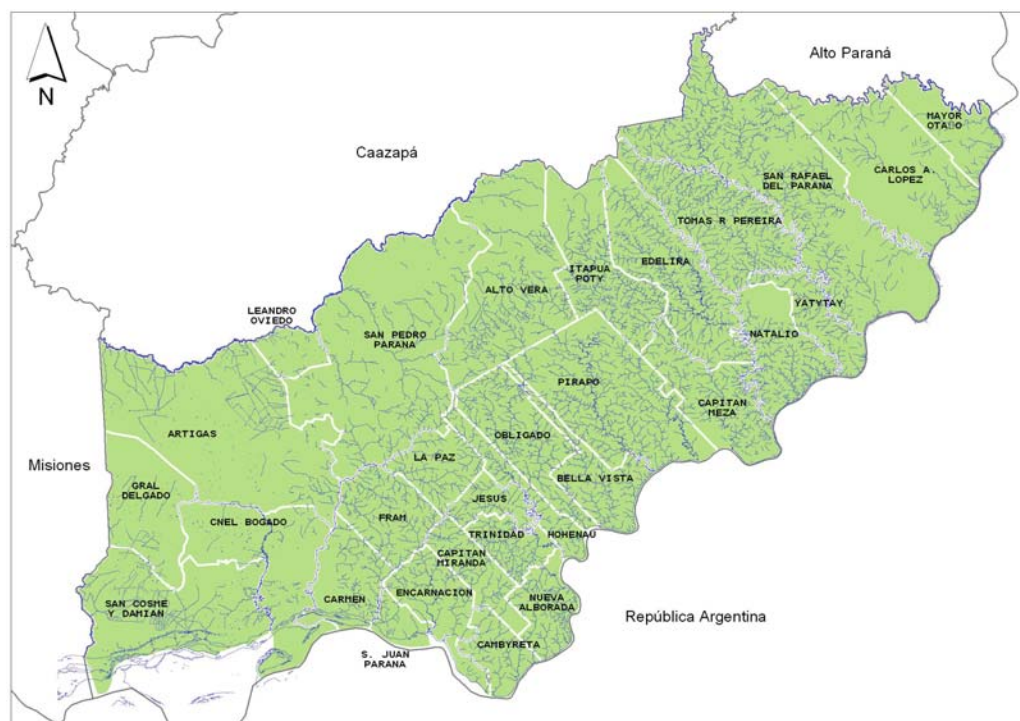 Alto Paraná
N
MAYOR
Caazapá
CARLOS A.
LOPEZ
SAN RAFAEL
DEL PARANA
TOMAS R PEREIRA
EDELIRA
ITAPUA
POTY
ALTO VERA
YATYTAY
LEANDRO
OVIEDO
SAN PEDRO
PARANA
NATALIO
PIRAPO
CAPITAN
MEZA
ARTIGAS
OBLIGADO
LA PAZ
Misiones
BELLA VISTA
GRAL
DELGADO
JESUS
CNEL BOGADO
FRAM
TRINIDAD
HOHENAU
CAPITAN
MIRANDA
ENCARNACION
CARMEN
NUEVA
ALBORADA
SAN COSME
Y DAMIAN
República Argentina
CAMBYRETA
S. JUAN
PARANA